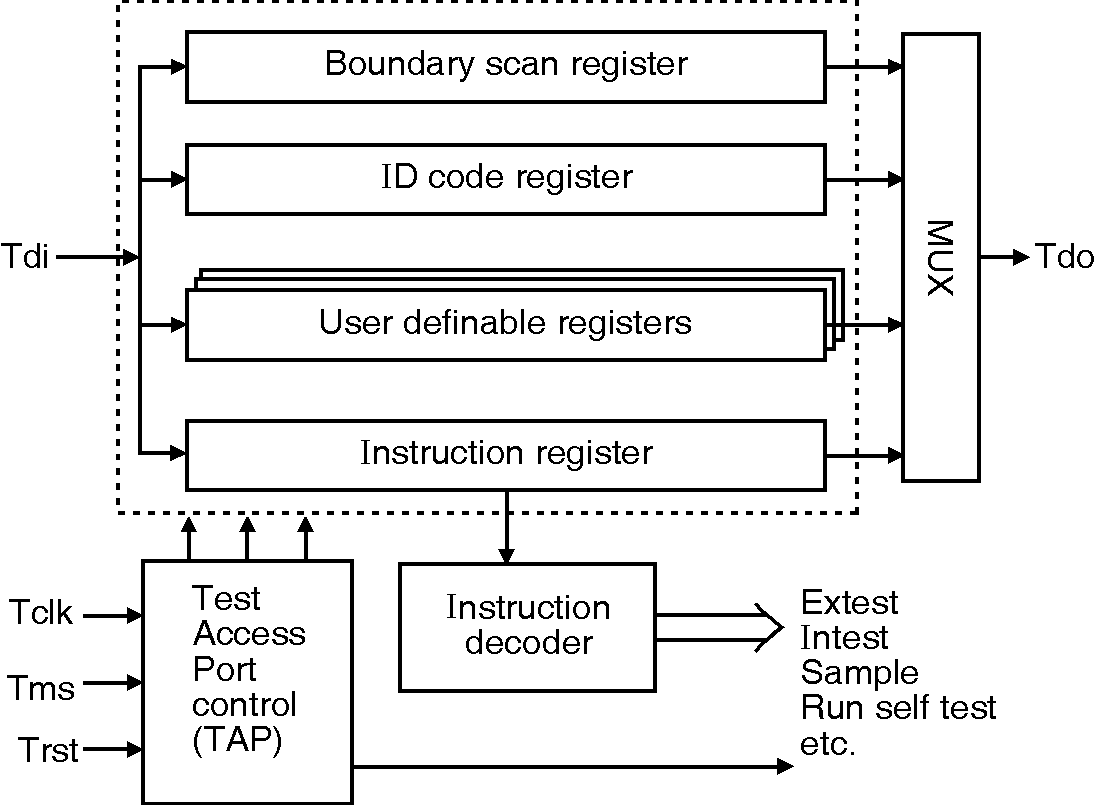 Boundary scan register
ID code register
Tdi
MUX
Tdo
User definable registers
Instruction register
Tclk
Tms
Trst
Test
Access
Port
control
(TAP)
Instruction
decoder
Extest
Intest
Sample
Run self test
etc.